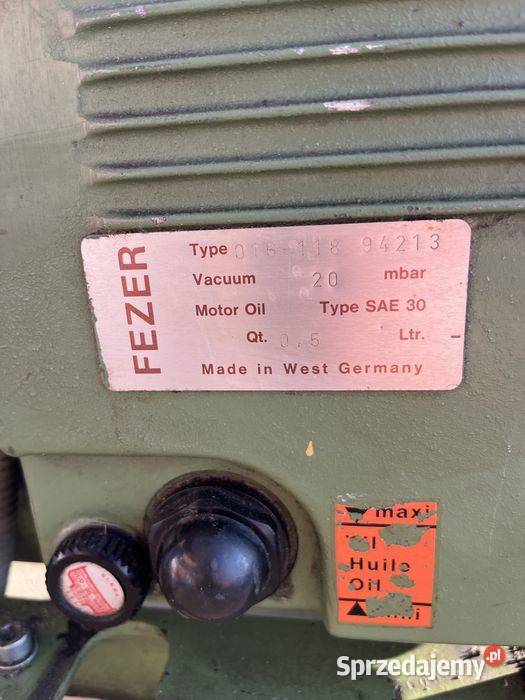 FEZER
Type 015-118 94213
Vacuum 20 mbar
Motor Oil Type SAE 30
Qt. 0,5 Ltr.
Made in West Germany
maxi
Huile
Oil
Sprzedajemy.pl